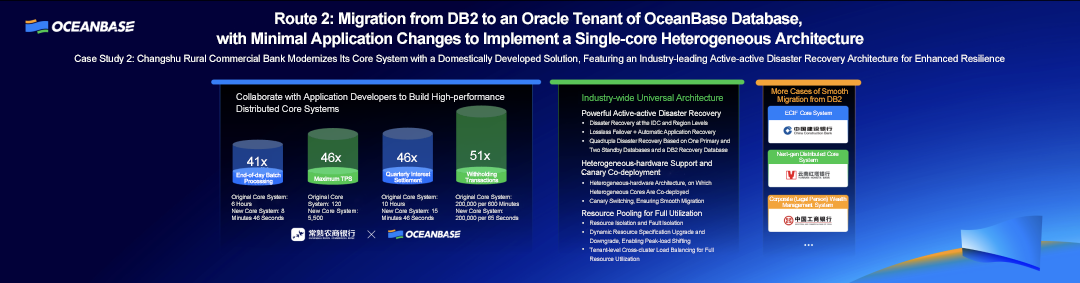 OCEANBASE
Route 2: Migration from DB2 to an Oracle Tenant of OceanBase Database,
with Minimal Application Changes to Implement a Single-core Heterogeneous Architecture
Case Study 2: Changshu Rural Commercial Bank Modernizes Its Core System with a Domestically Developed Solution, Featuring an Industry-leading Active-active Disaster Recovery Architecture for Enhanced Resilience
Collaborate with Application Developers to Build High-performance
Distributed Core Systems
41x
End-of-day Batch
Processing
Original Core System:
6 Hours
New Core System: 8
Minutes 46 Seconds
46x
Maximum TPS
Original Core
System: 120
New Core System:
5,500
46x
Quarterly Interest
Settlement
Original Core System:
10 Hours
New Core System: 15
Minutes 46 Seconds
51x
Withholding
Transactions
Original Core System:
200,000 per 600 Minutes
New Core System:
200,000 per 65 Seconds
常熟农商银行
× OCEANBASE
Industry-wide Universal Architecture
Powerful Active-active Disaster Recovery
• Disaster Recovery at the IDC and Region Levels
• Lossless Failover + Automatic Application Recovery
• Quadruple Disaster Recovery Based on One Primary and
Two Standby Databases and a DB2 Recovery Database
Heterogeneous-hardware Support and
Canary Co-deployment
• Heterogeneous-hardware Architecture, on Which
Heterogeneous Cores Are Co-deployed
• Canary Switching, Ensuring Smooth Migration
Resource Pooling for Full Utilization
• Resource Isolation and Fault Isolation
• Dynamic Resource Specification Upgrade and
Downgrade, Enabling Peak-load Shifting
• Tenant-level Cross-cluster Load Balancing for Full
Resource Utilization
More Cases of Smooth
Migration from DB2
ECIF Core System
中国建设银行
China Construction Bank
Next-gen Distributed Core
System
云南红塔银行
Corporate (Legal Person) Wealth
Management System
中国工商银行
...